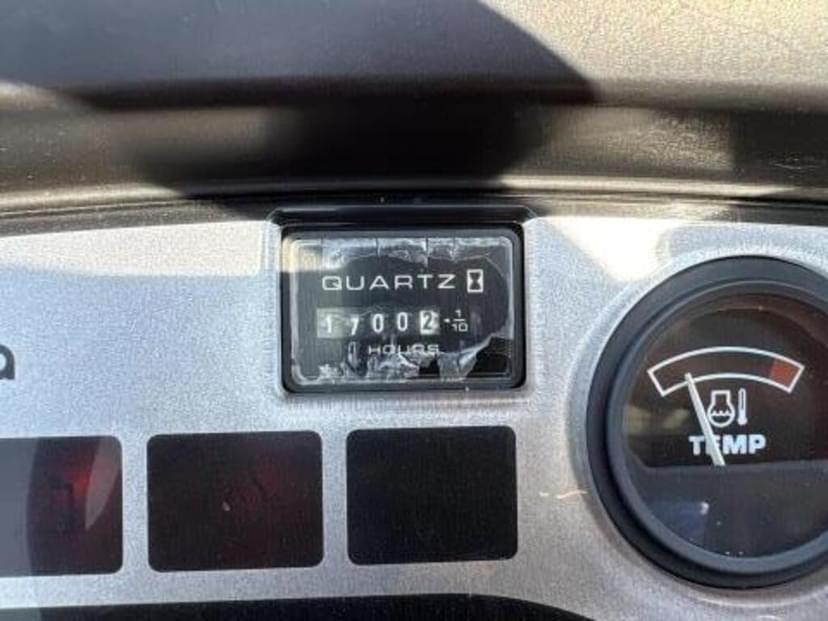 QUARTZ
17002 1/10
HOURS
a
TEMP